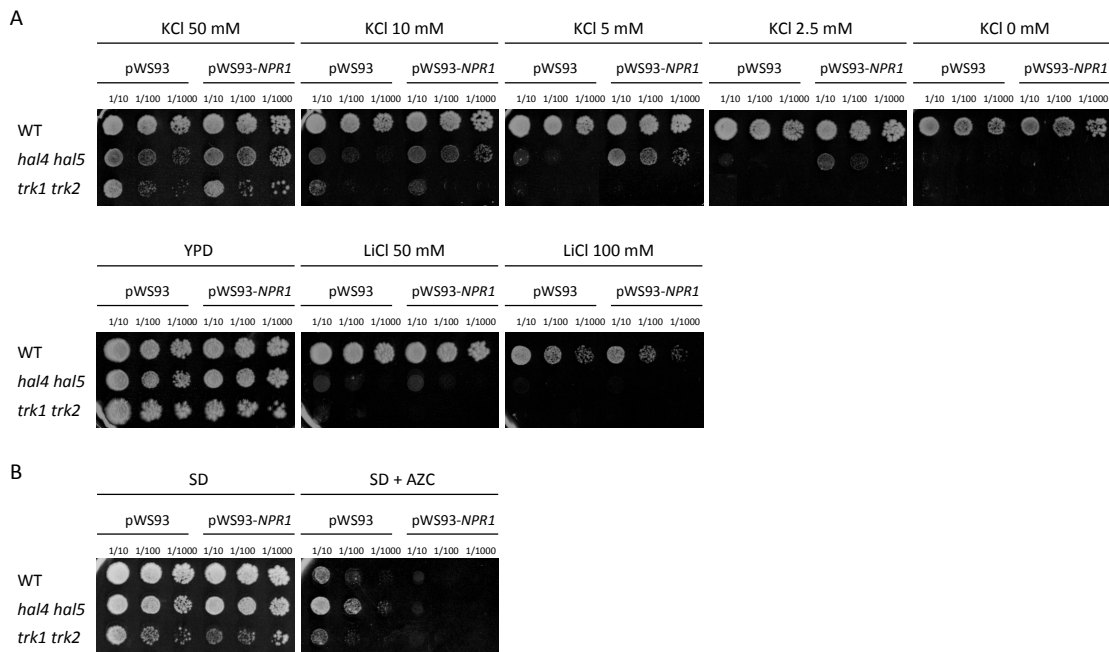 A
KCl 50 mM KCl 10 mM KCl 5 mM KCl 2.5 mM KCl 0 mM
pWS93 pWS93-NPR1 pWS93 pWS93-NPR1 pWS93 pWS93-NPR1 pWS93 pWS93-NPR1 pWS93 pWS93-NPR1
1/10 1/100 1/1000 1/10 1/100 1/1000 1/10 1/100 1/1000 1/10 1/100 1/1000 1/10 1/100 1/1000 1/10 1/100 1/1000 1/10 1/100 1/1000 1/10 1/100 1/1000 1/10 1/100 1/1000 1/10 1/100 1/1000
WT
hal4 hal5
trk1 trk2
YPD LiCl 50 mM LiCl 100 mM
pWS93 pWS93-NPR1 pWS93 pWS93-NPR1 pWS93 pWS93-NPR1
1/10 1/100 1/1000 1/10 1/100 1/1000 1/10 1/100 1/1000 1/10 1/100 1/1000 1/10 1/100 1/1000 1/10 1/100 1/1000
WT
hal4 hal5
trk1 trk2
B
SD SD + AZC
pWS93 pWS93-NPR1 pWS93 pWS93-NPR1
1/10 1/100 1/1000 1/10 1/100 1/1000 1/10 1/100 1/1000 1/10 1/100 1/1000
WT
hal4 hal5
trk1 trk2